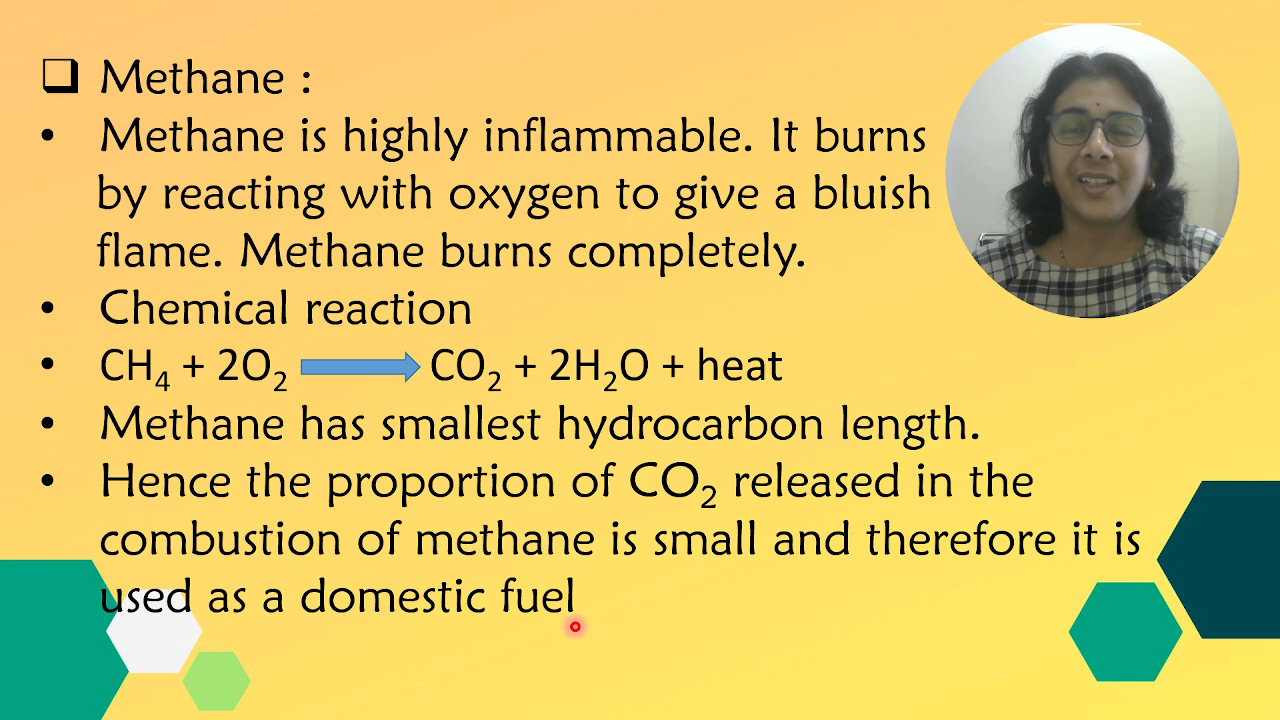 ❑ Methane :
• Methane is highly inflammable. It burns
by reacting with oxygen to give a bluish
flame. Methane burns completely.
• Chemical reaction
• CH₄ + 2O₂ → CO₂ + 2H₂O + heat
• Methane has smallest hydrocarbon length.
• Hence the proportion of CO₂ released in the
combustion of methane is small and therefore it is
used as a domestic fuel